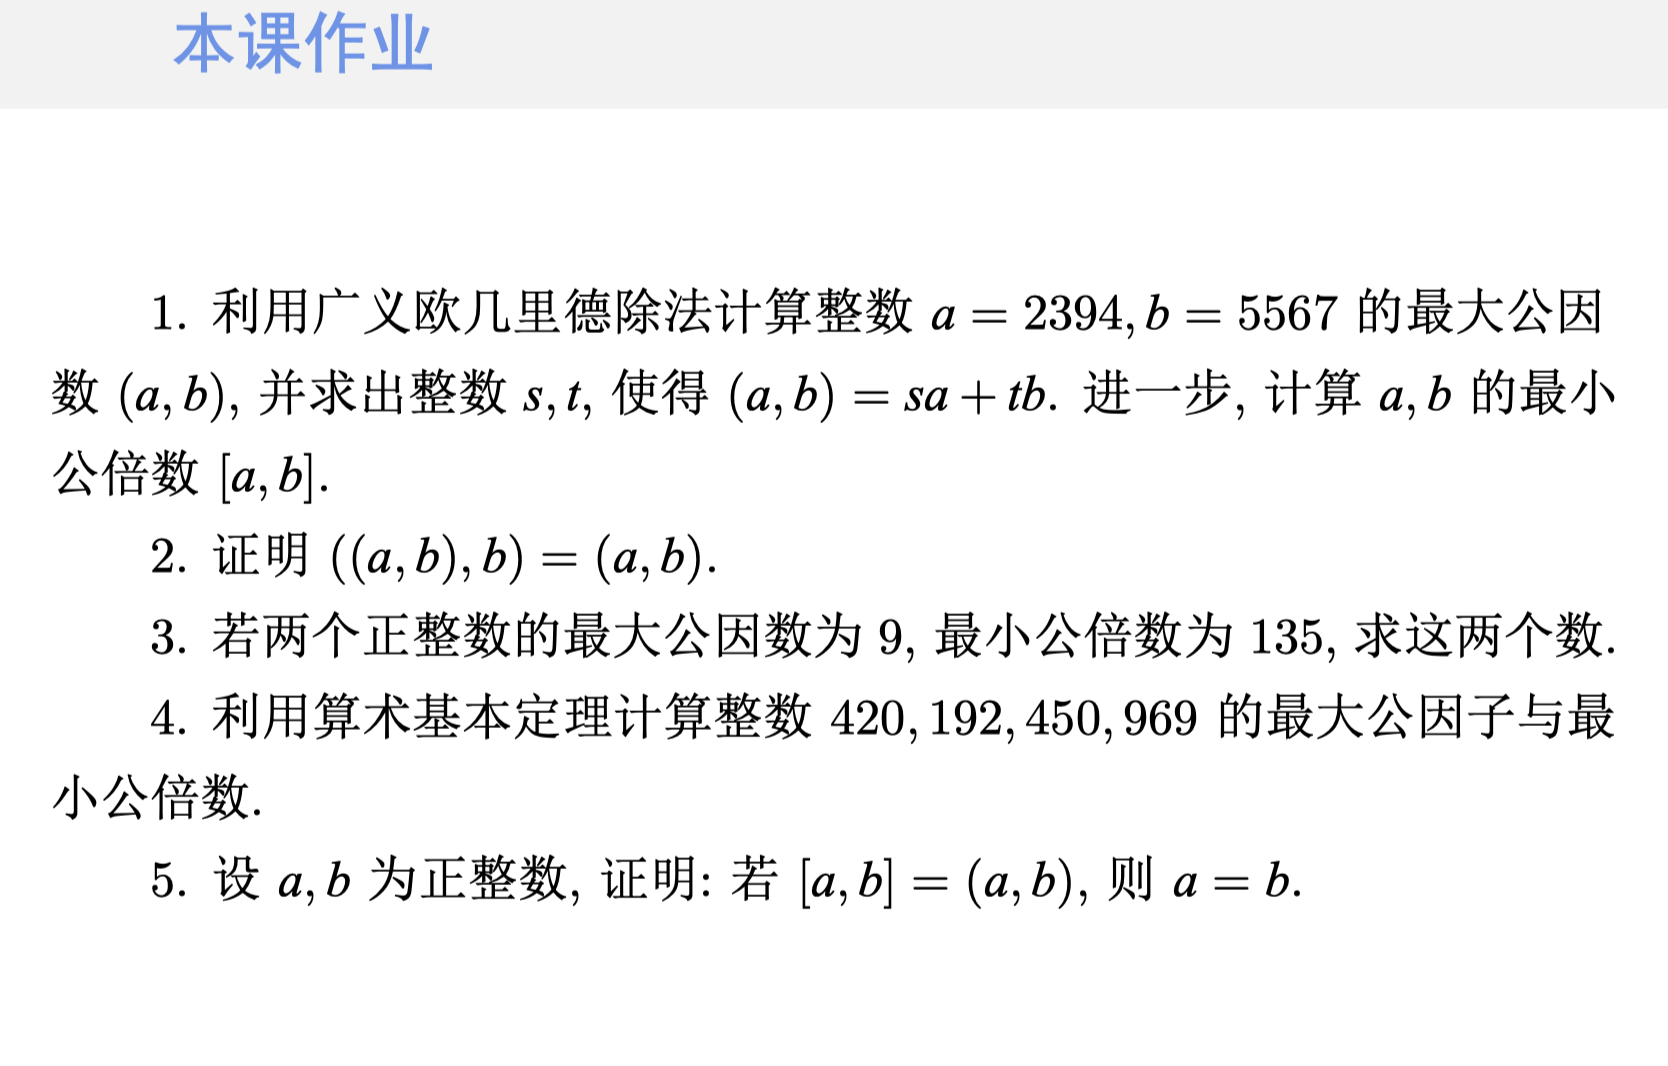 本课作业
1. 利用广义欧几里德除法计算整数 a = 2394, b = 5567 的最大公因
数 (a, b), 并求出整数 s, t, 使得 (a, b) = sa + tb. 进一步, 计算 a, b 的最小
公倍数 [a, b].
2. 证明 ((a, b), b) = (a, b).
3. 若两个正整数的最大公因数为 9, 最小公倍数为 135, 求这两个数.
4. 利用算术基本定理计算整数 420, 192, 450, 969 的最大公因子与最
小公倍数.
5. 设 a, b 为正整数, 证明: 若 [a, b] = (a, b), 则 a = b.